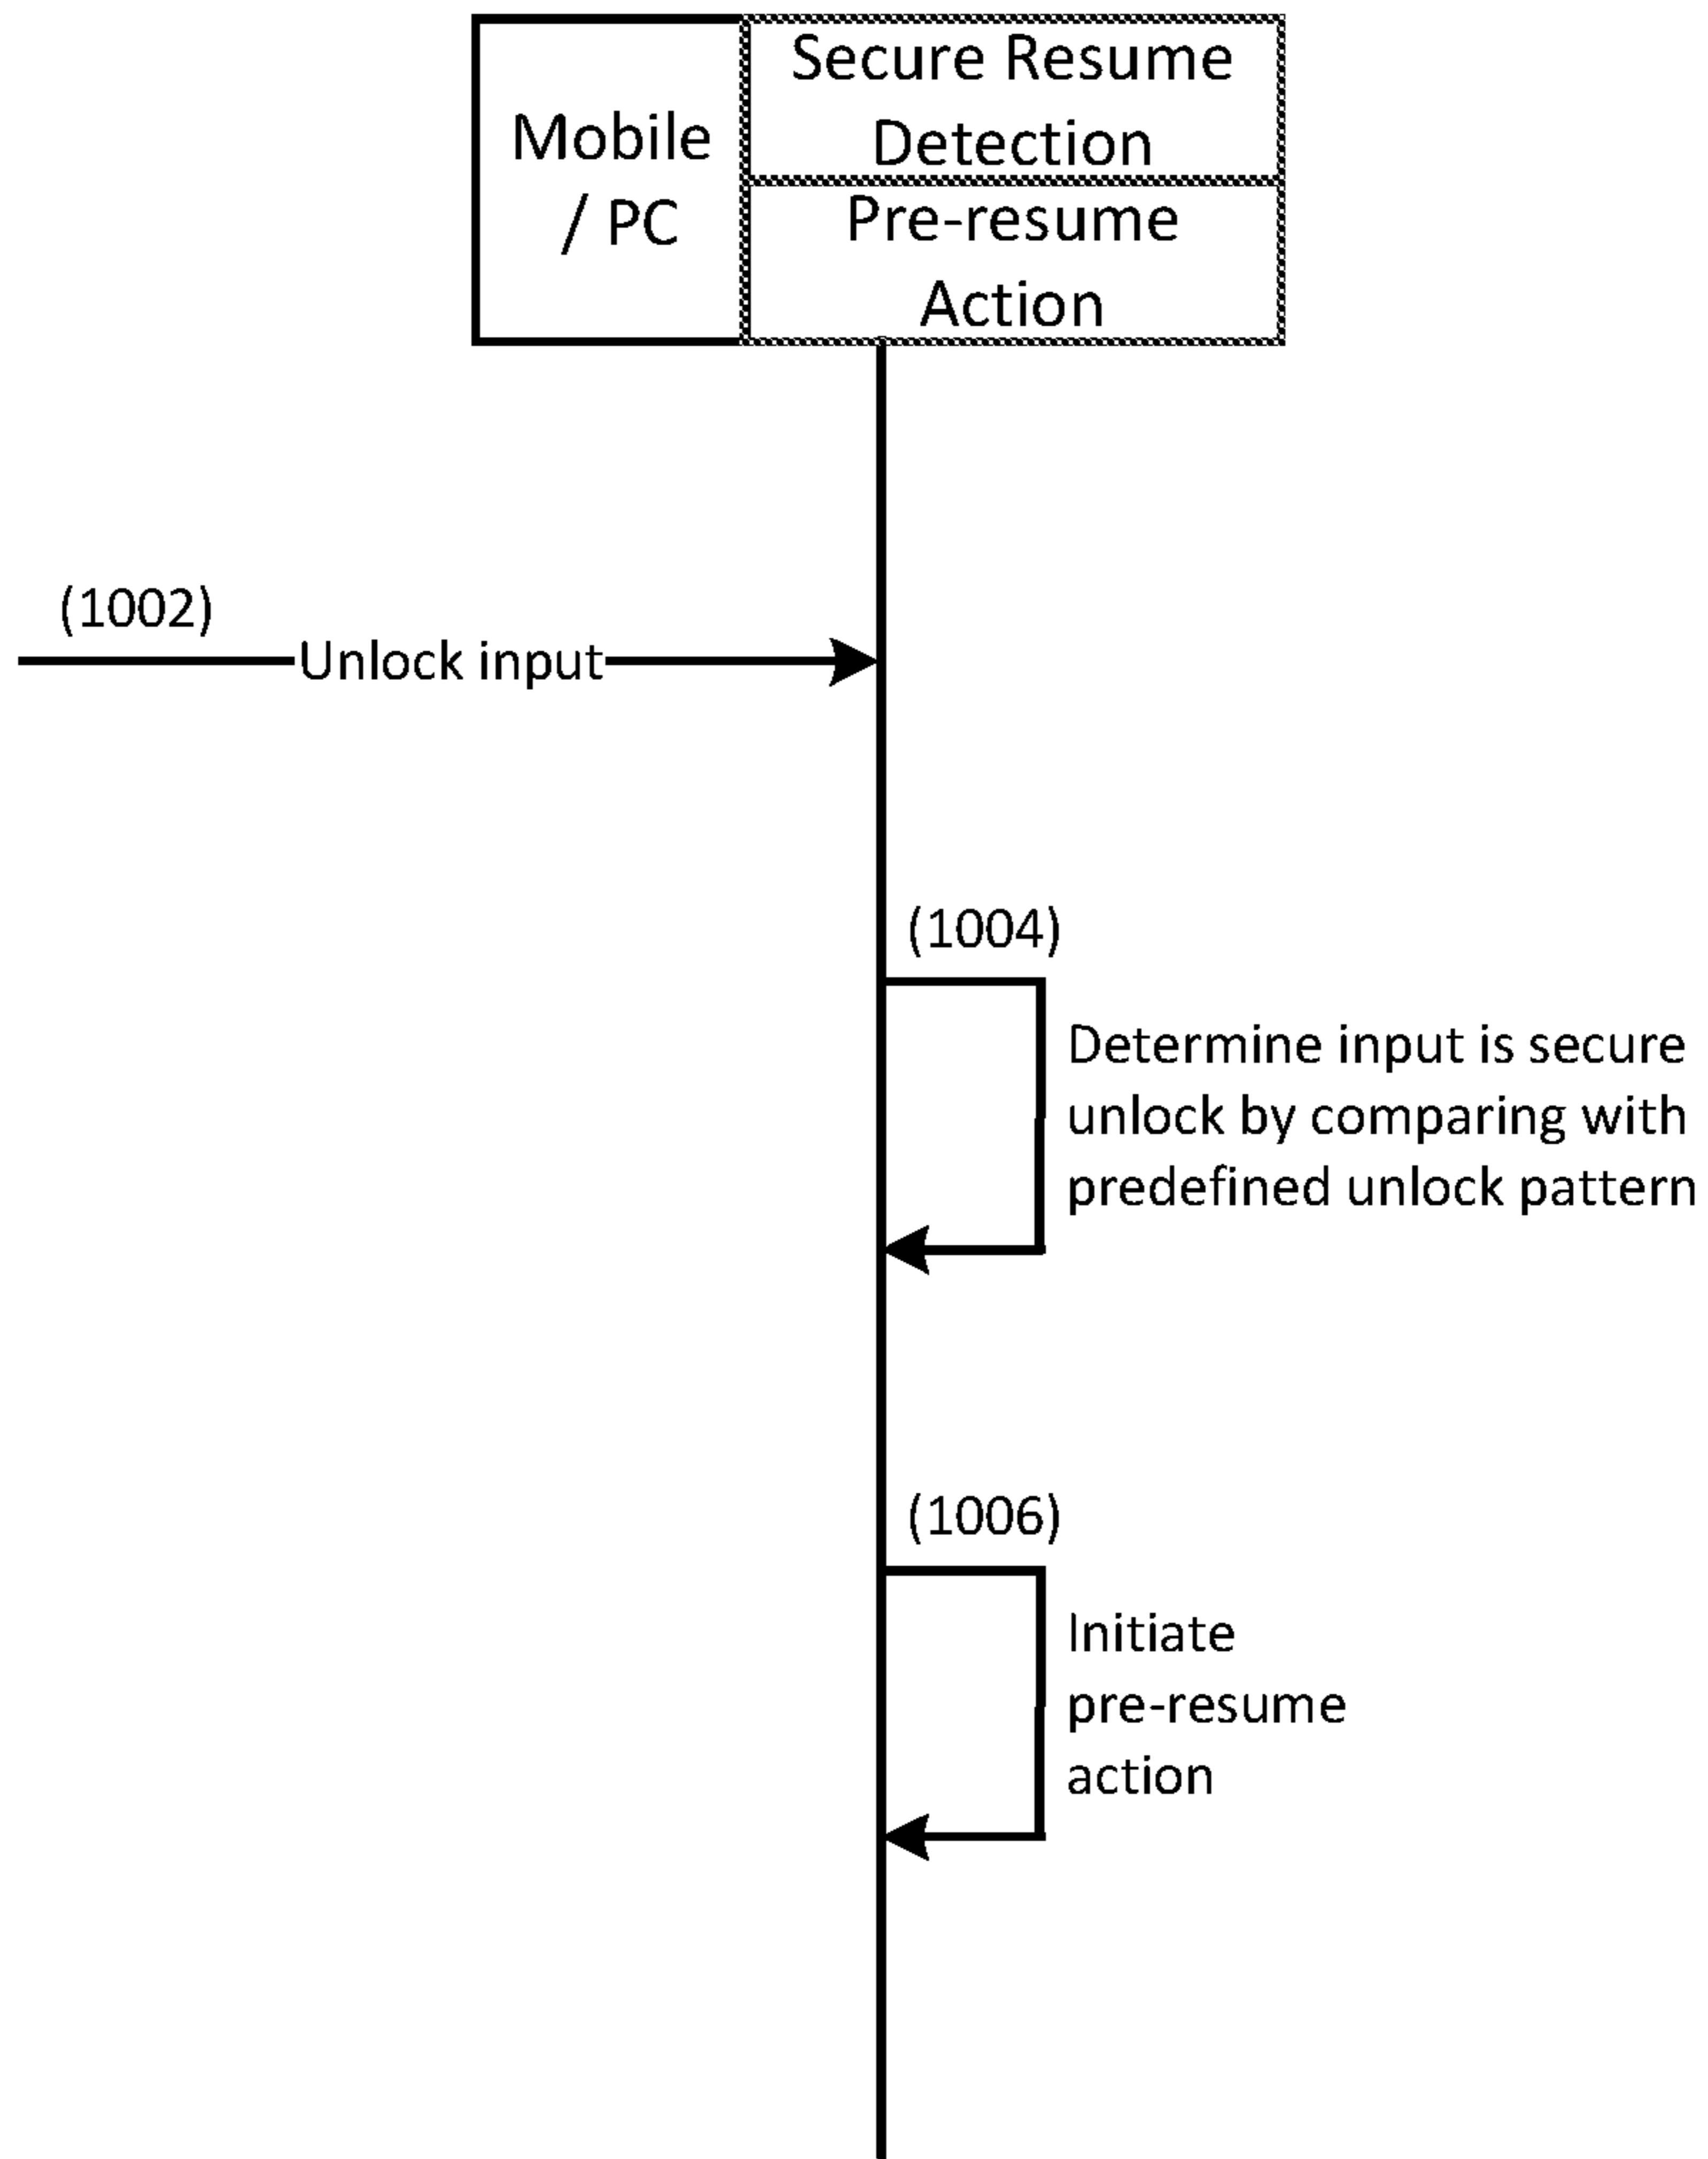 Mobile
/ PC
Secure Resume
Detection
Pre-resume
Action
(1002)
Unlock input
(1004)
Determine input is secure
unlock by comparing with
predefined unlock pattern
(1006)
Initiate
pre-resume
action